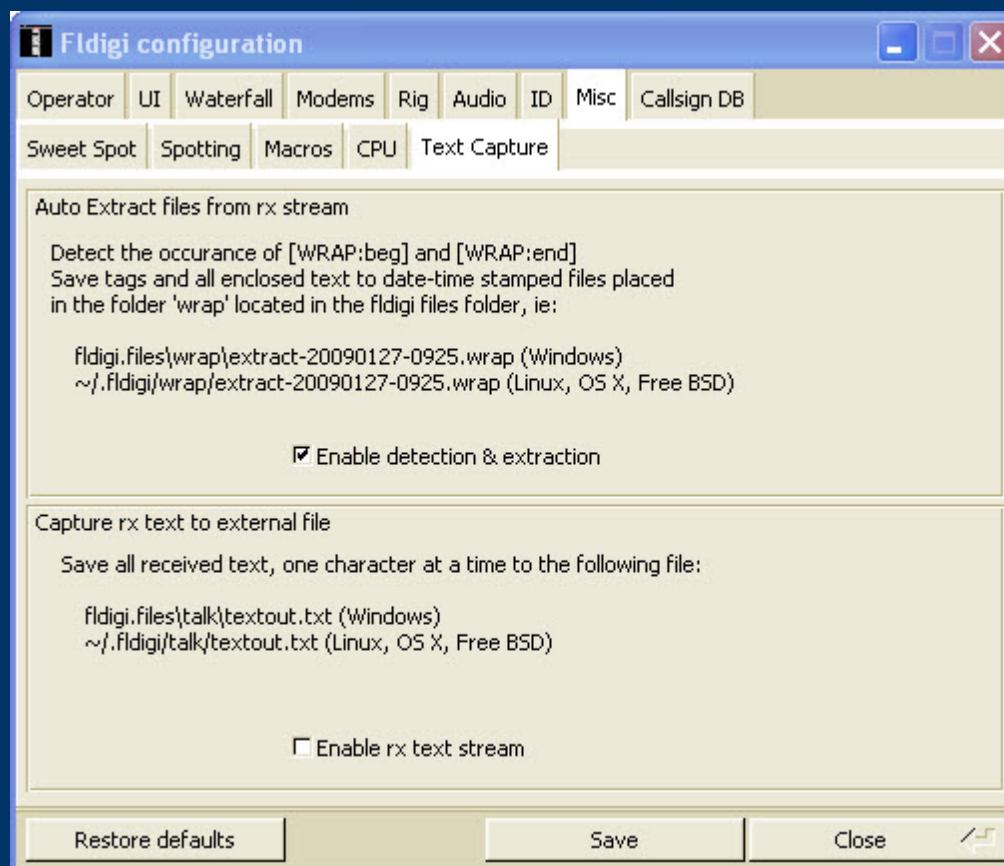 Fldigi configuration
Operator UI Waterfall Modems Rig Audio ID Misc Callsign DB
Sweet Spot Spotting Macros CPU Text Capture
Auto Extract files from rx stream
Detect the occurance of [WRAP:beg] and [WRAP:end]
Save tags and all enclosed text to date-time stamped files placed
in the folder 'wrap' located in the fldigi files folder, ie:
fldigi.files\wrap\extract-20090127-0925.wrap (Windows)
~/.fldigi/wrap/extract-20090127-0925.wrap (Linux, OS X, Free BSD)
Enable detection & extraction
Capture rx text to external file
Save all received text, one character at a time to the following file:
fldigi.files\talk\textout.txt (Windows)
~/.fldigi/talk/textout.txt (Linux, OS X, Free BSD)
Enable rx text stream
Restore defaults Save Close